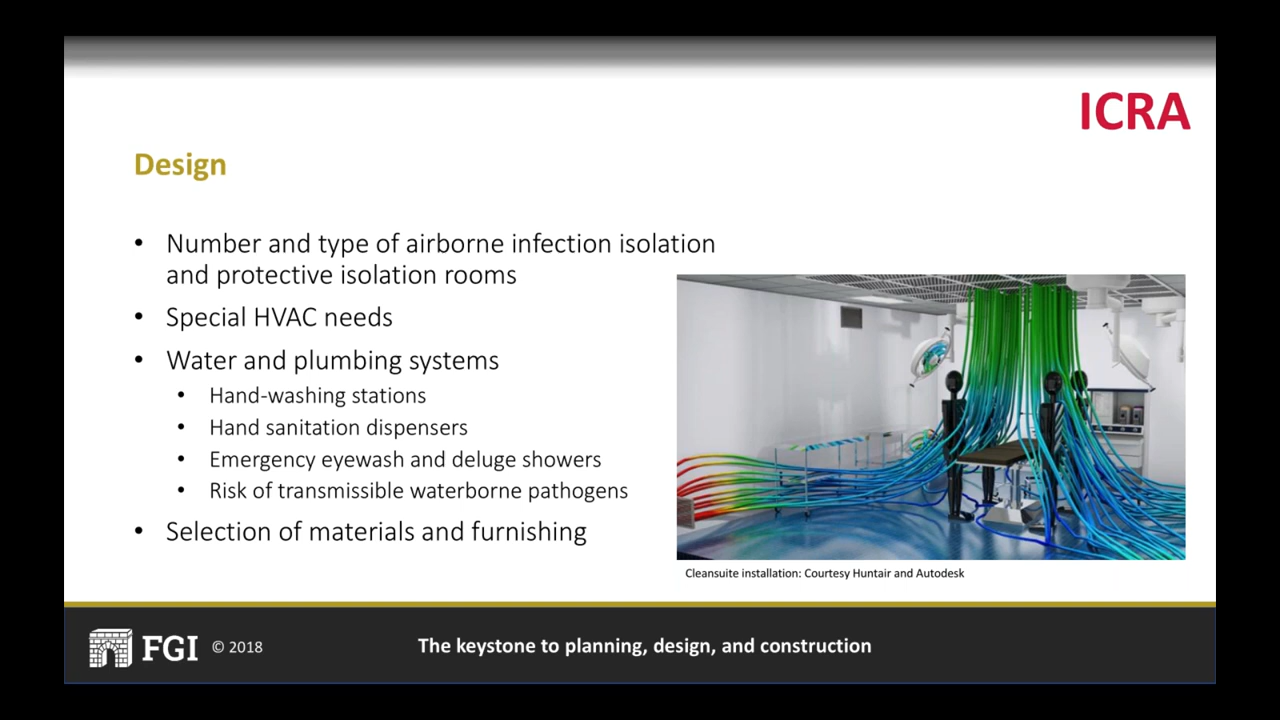 ICRA
Design
• Number and type of airborne infection isolation
and protective isolation rooms
• Special HVAC needs
• Water and plumbing systems
• Hand-washing stations
• Hand sanitation dispensers
• Emergency eyewash and deluge showers
• Risk of transmissible waterborne pathogens
• Selection of materials and furnishing
Cleansuite installation: Courtesy Huntair and Autodesk
FGI © 2018
The keystone to planning, design, and construction